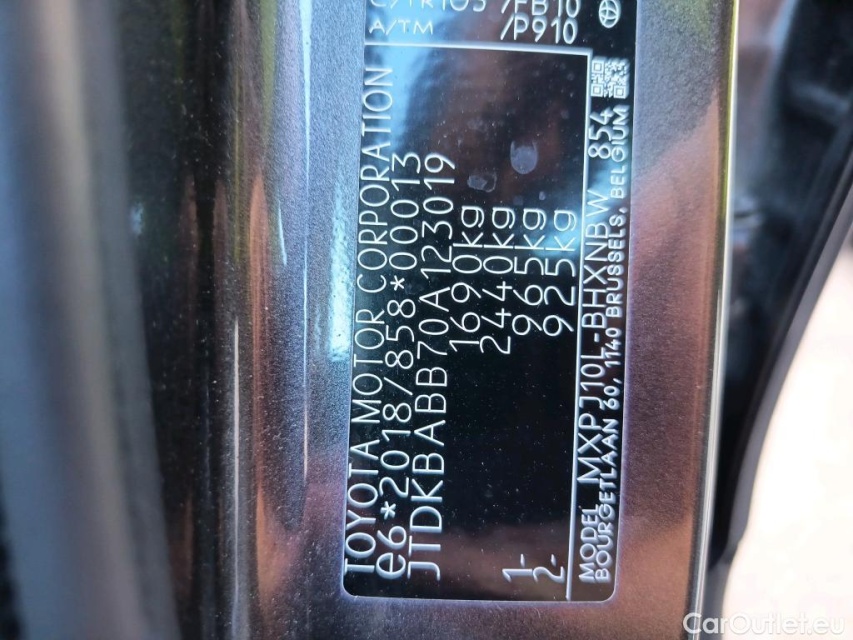 TOYOTA MOTOR CORPORATION
e6*2018/858*00013
JTDKBABB70A123019
1690kg
2440kg
1- 965kg
2- 925kg
MODEL MXPJ10L-BHXNBW 854
BOURGETLAAN 60, 1140 BRUSSELS, BELGIUM
C/TR1O3 /FB10
A/TM /P910
CarOutlet.eu